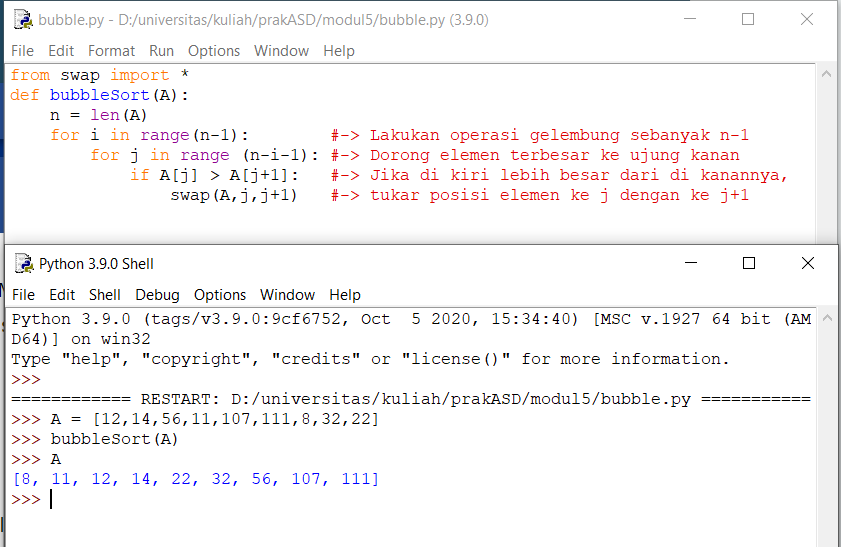 bubble.py - D:/universitas/kuliah/prakASD/modul5/bubble.py (3.9.0)
File Edit Format Run Options Window Help
from swap import *
def bubbleSort(A):
    n = len(A)
    for i in range(n-1):        #-> Lakukan operasi gelembung sebanyak n-1
        for j in range (n-i-1): #-> Dorong elemen terbesar ke ujung kanan
            if A[j] > A[j+1]:   #-> Jika di kiri lebih besar dari di kanannya,
                swap(A,j,j+1)   #-> tukar posisi elemen ke j dengan ke j+1
Python 3.9.0 Shell
File Edit Shell Debug Options Window Help
Python 3.9.0 (tags/v3.9.0:9cf6752, Oct  5 2020, 15:34:40) [MSC v.1927 64 bit (AM
D64)] on win32
Type "help", "copyright", "credits" or "license()" for more information.
>>>
============ RESTART: D:/universitas/kuliah/prakASD/modul5/bubble.py ===========
>>> A = [12,14,56,11,107,111,8,32,22]
>>> bubbleSort(A)
>>> A
[8, 11, 12, 14, 22, 32, 56, 107, 111]
>>>